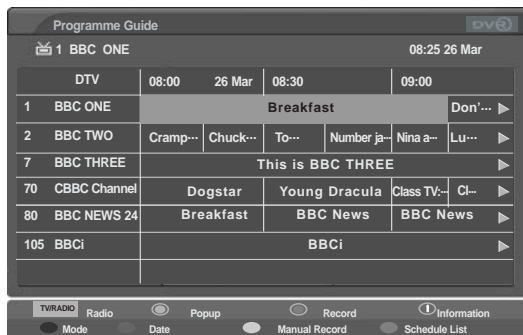 Programme Guide DVR
1 BBC ONE 08:25 26 Mar
DTV 08:00 26 Mar 08:30 09:00
1 BBC ONE Breakfast Don'···
2 BBC TWO Cramp··· Chuck··· To··· Number ja··· Nina a··· Lu···
7 BBC THREE This is BBC THREE
70 CBBC Channel Dogstar Young Dracula Class TV:··· Cl···
80 BBC NEWS 24 Breakfast BBC News BBC News
105 BBCi BBCi
TV/RADIO Radio Popup Record Information
Mode Date Manual Record Schedule List